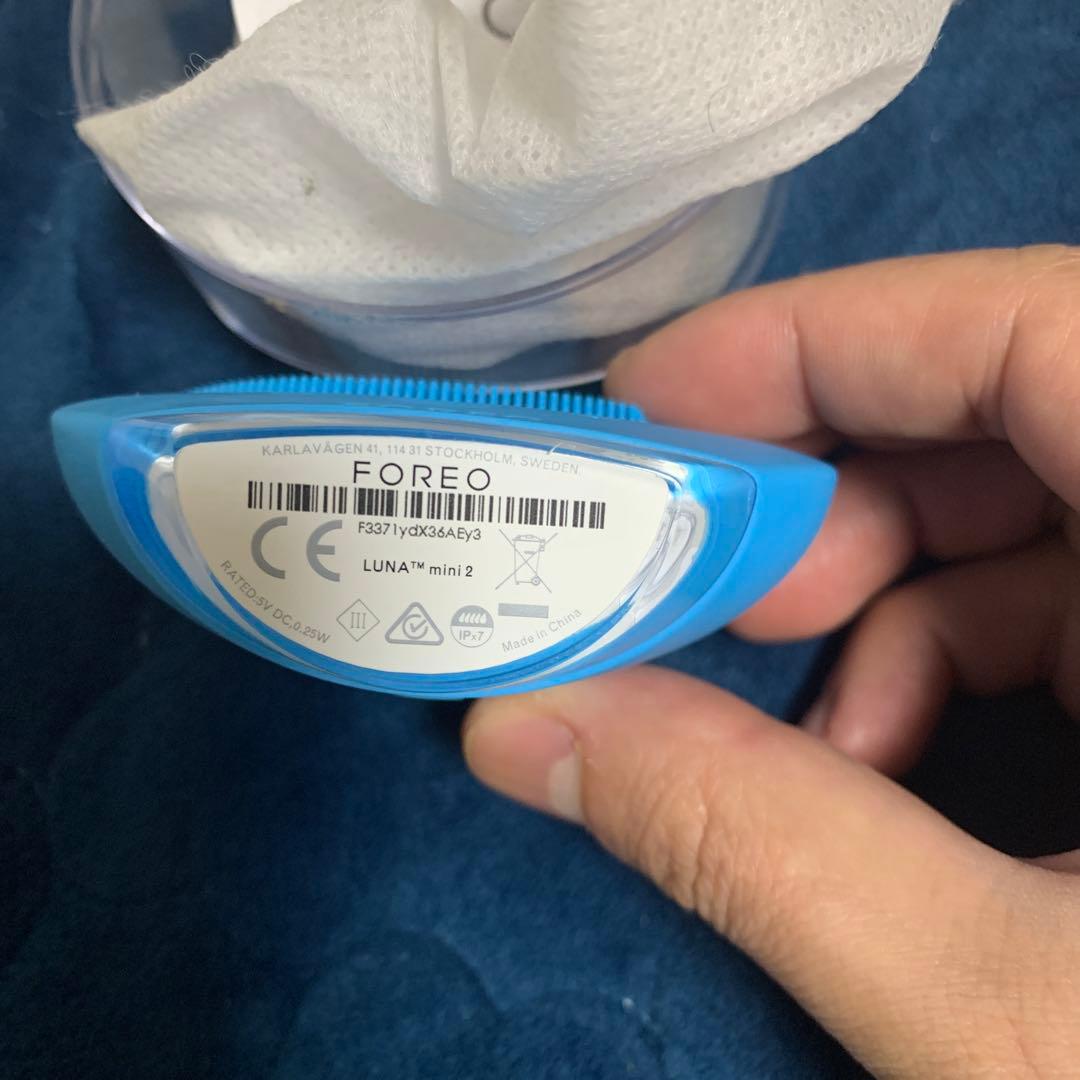 KARLAVÄGEN 41, 114 31 STOCKHOLM, SWEDEN.
FOREO
F3371ydX36AEy3
CE
LUNA™ mini 2
RATED:5V DC,0.25W
III
IPx7
Made in China